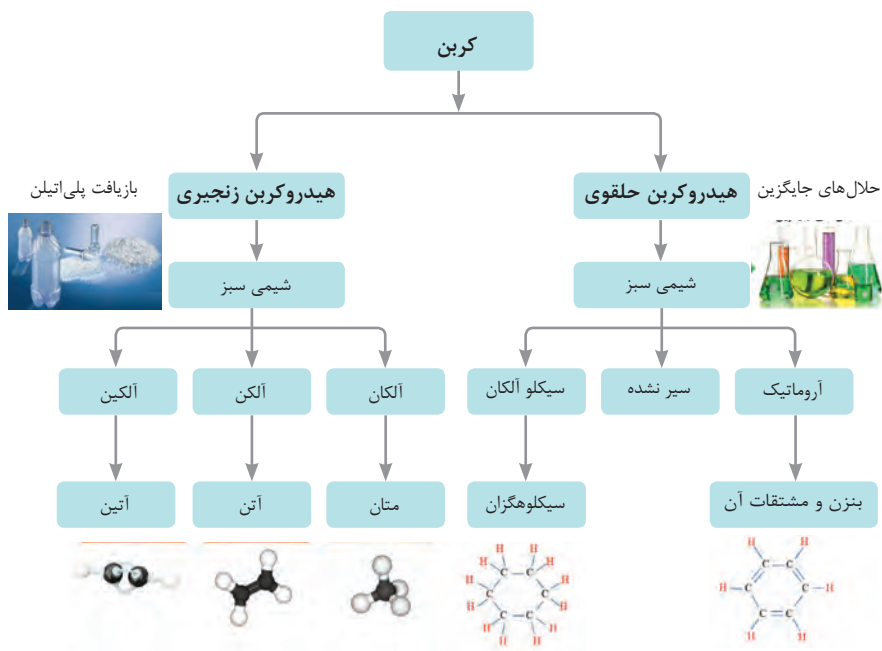 کربن
هیدروکربن حلقوی
هیدروکربن زنجیری
حلال‌های جایگزین
بازیافت پلی‌اتیلن
شیمی سبز
شیمی سبز
آروماتیک
سیر نشده
سیکلو آلکان
آلکان
آلکن
آلکین
بنزن و مشتقات آن
سیکلوهگزان
متان
آتن
آتین
H H
H H
H C C H
H C C H
H C C H
H H
H H
H H
C C
H C C H
C C
H H